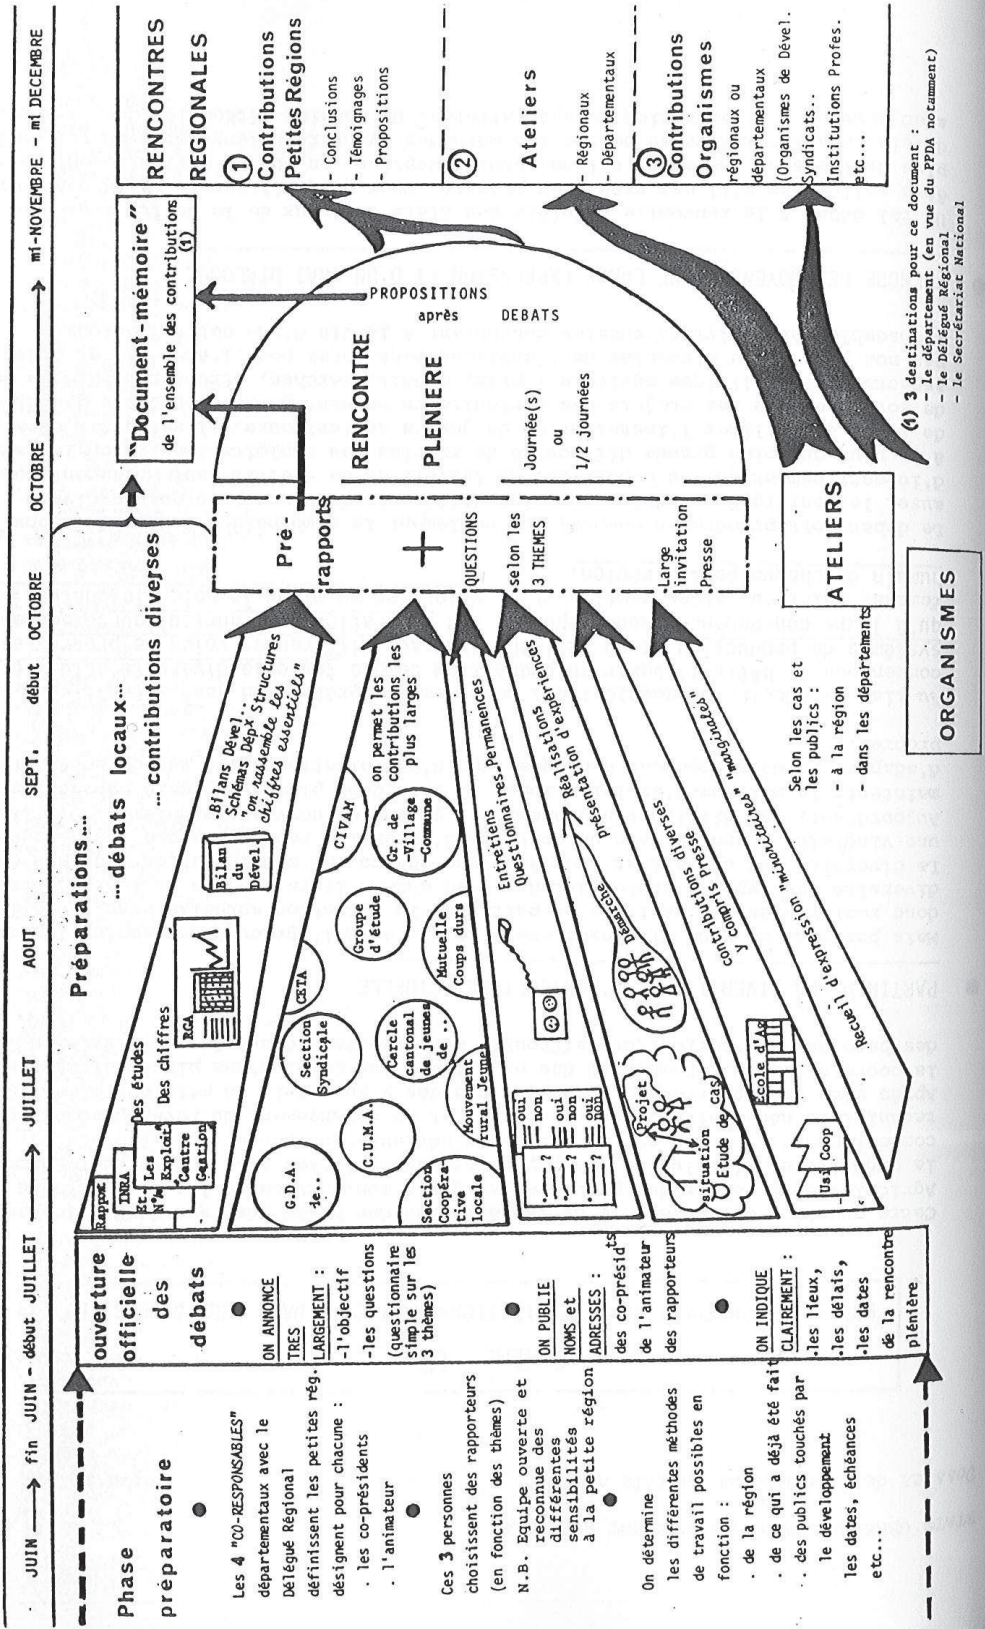 JUIN → fin JUIN - début JUILLET → JUILLET AOUT SEPT. début OCTOBRE OCTOBRE → mi-NOVEMBRE - mi DECEMBRE
Phase
préparatoire
Les 4 "CO-RESPONSABLES"
départementaux avec le
Délégué Régional
définissent les petites rég.
désignent pour chacune :
. les co-présidents
. l'animateur
Ces 3 personnes
choisissent des rapporteurs
(en fonction des thèmes)
N.B. Equipe ouverte et
reconnue des
différentes
sensibilités
à la petite région
On détermine
les différentes méthodes
de travail possibles en
fonction :
. de la région
. de ce qui a déjà été fait
. des publics touchés par
le développement
les dates, échéances
etc...
ouverture
officielle
des
débats
ON ANNONCE
TRES
LARGEMENT :
-l'objectif
-les questions
(questionnaire
simple sur les
3 thèmes)
ON PUBLIE
NOMS et
ADRESSES :
des co-présidts
de l'animateur
des rapporteurs
ON INDIQUE
CLAIREMENT :
.les lieux,
.les délais,
.les dates
de la rencontre
plénière
Préparations....
... débats locaux...
...contributions diverses
Rapport
INRA
Les
Exploit°
Centre
Gestion
Des études
Des chiffres
RGA
Bilan
du
Dével.
.Bilans Dével...
Schémas Dépx Structures
"on rassemble les
chiffres essentiels"
G.D.A.
de..
Section
Coopéra-
tive
locale
C.U.M.A.
Section
Syndicale
Mouvement
rural Jeunes
Cercle
cantonal
de jeunes
de ..
CETA
Groupe
d'étude
Mutuelle
Coups durs
CIVAM
Gr. de
-Village
-Commune
on permet les
contributions les
plus larges
? oui
non
? oui
non
? oui
non
Entretiens
Questionnaires-Permanences
Projet
situation
Etude de cas
Démarche
Réalisations
présentation d'expériences
Usi Coop
Ecole d'Ag
contributions diverses
y compris Presse
Recueil d'expression "minoritaires" "marginales"
Pré-
rapports
+
QUESTIONS
.selon les
3 THEMES
.Large
invitation
.Presse
RENCONTRE
PLENIERE
Journée(s)
ou
1/2 journées
PROPOSITIONS
après DEBATS
"Document-mémoire"
de l'ensemble des contributions
(1)
ATELIERS
Selon les cas et
les publics :
- à la région
- dans les départements
ORGANISMES
RENCONTRES
REGIONALES
1
Contributions
Petites Régions
- Conclusions
- Témoignages
- Propositions
2
Ateliers
- Régionaux
- Départementaux
3
Contributions
Organismes
régionaux ou
départementaux
(Organismes de Dével.
Syndicats..
Institutions Profes.
etc...
(1) 3 destinations pour ce document :
- le département (en vue du PPDA notamment)
- le Délégué Régional
- le Secrétariat National